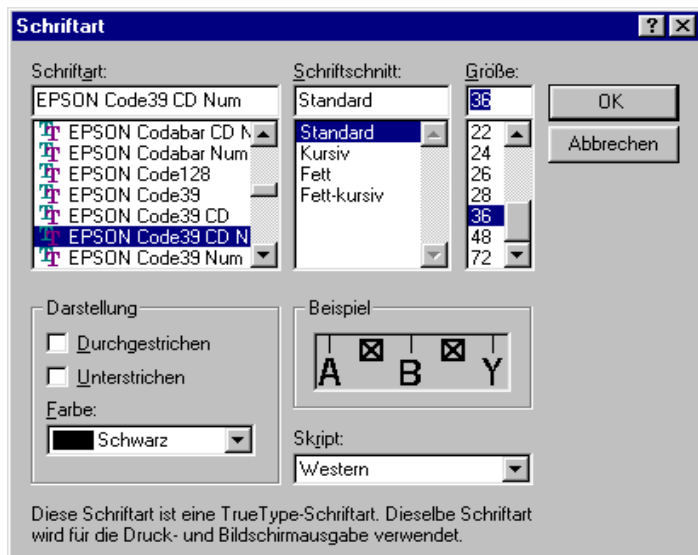 Schriftart
Schriftart:
EPSON Code39 CD Num
EPSON Codabar CD N
EPSON Codabar Num
EPSON Code128
EPSON Code39
EPSON Code39 CD
EPSON Code39 CD N
EPSON Code39 Num
Schriftschnitt:
Standard
Standard
Kursiv
Fett
Fett-kursiv
Größe:
36
22
24
26
28
36
48
72
OK
Abbrechen
Darstellung
Durchgestrichen
Unterstrichen
Farbe:
Schwarz
Beispiel
A B Y
Skript:
Western
Diese Schriftart ist eine TrueType-Schriftart. Dieselbe Schriftart
wird für die Druck- und Bildschirmausgabe verwendet.